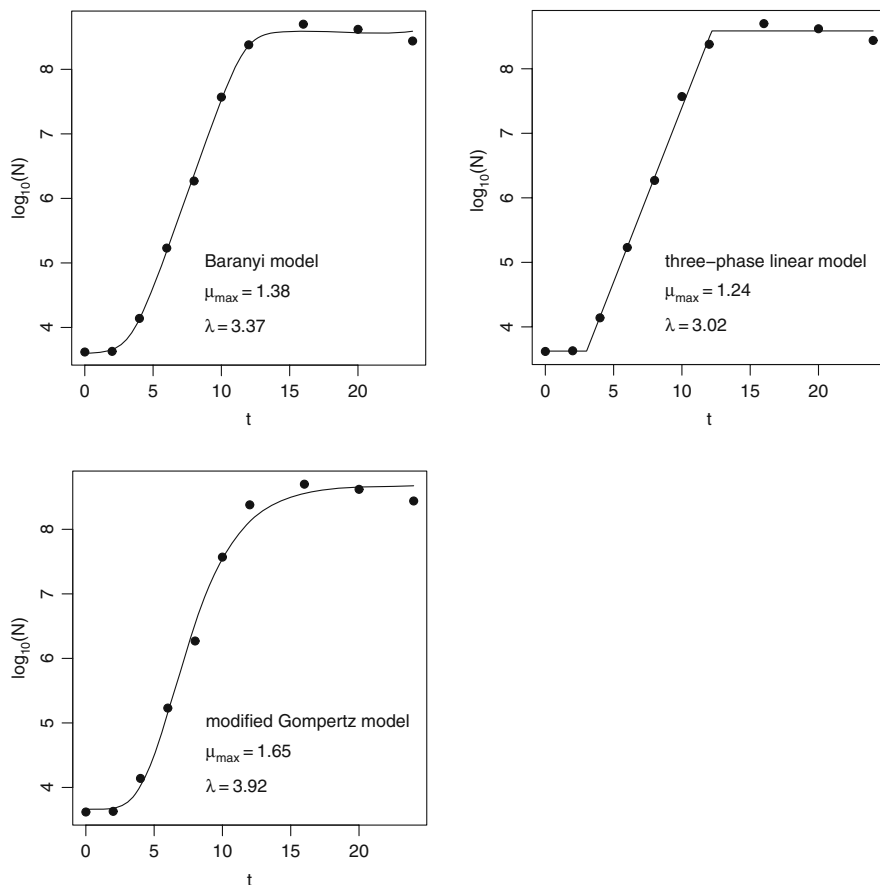 8
7
6
5
4
log10(N)
Baranyi model
μmax = 1.38
λ = 3.37
0 5 10 15 20
t
8
7
6
5
4
log10(N)
three−phase linear model
μmax = 1.24
λ = 3.02
0 5 10 15 20
t
8
7
6
5
4
log10(N)
modified Gompertz model
μmax = 1.65
λ = 3.92
0 5 10 15 20
t